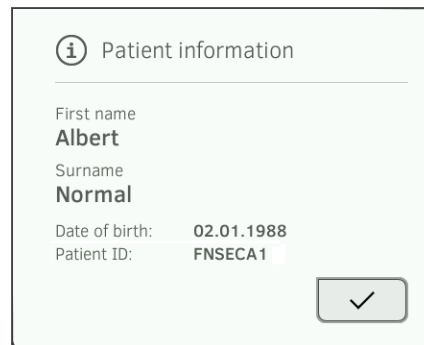 Patient information
First name
Albert
Surname
Normal
Date of birth: 02.01.1988
Patient ID: FNSECA1